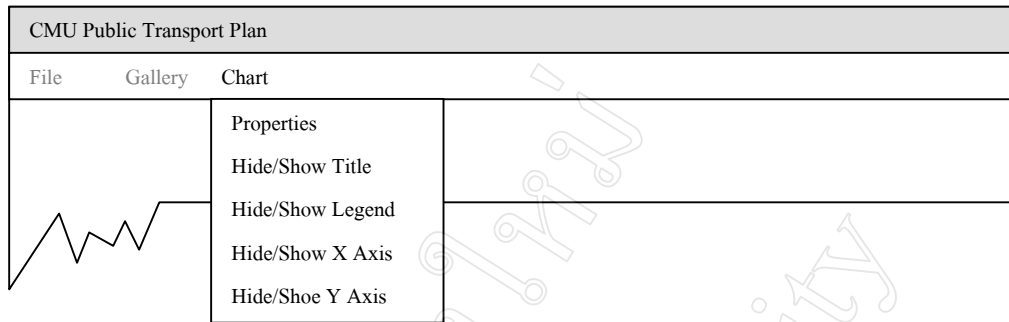 CMU Public Transport Plan
File Gallery Chart
Properties
Hide/Show Title
Hide/Show Legend
Hide/Show X Axis
Hide/Shoe Y Axis